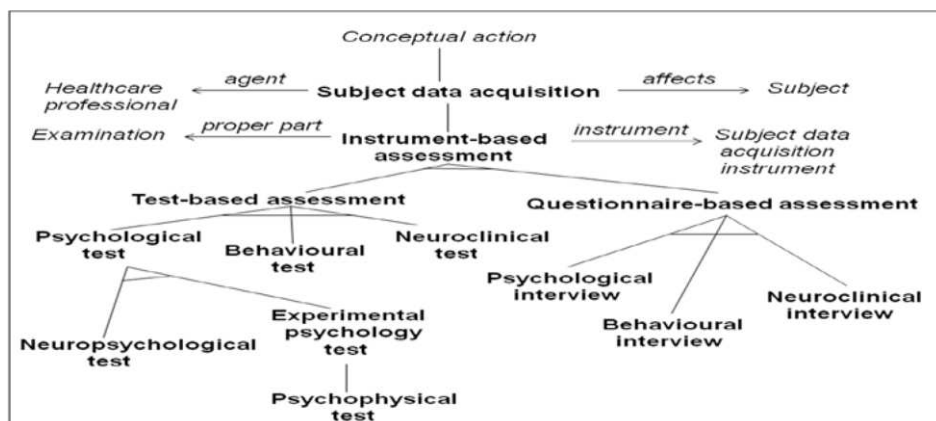 Conceptual action
Healthcare
professional
agent
Subject data acquisition
affects
Subject
Examination
proper part
Instrument-based
assessment
instrument
Subject data
acquisition
instrument
Test-based assessment
Questionnaire-based assessment
Psychological
test
Behavioural
test
Neuroclinical
test
Psychological
interview
Behavioural
interview
Neuroclinical
interview
Neuropsychological
test
Experimental
psychology
test
Psychophysical
test